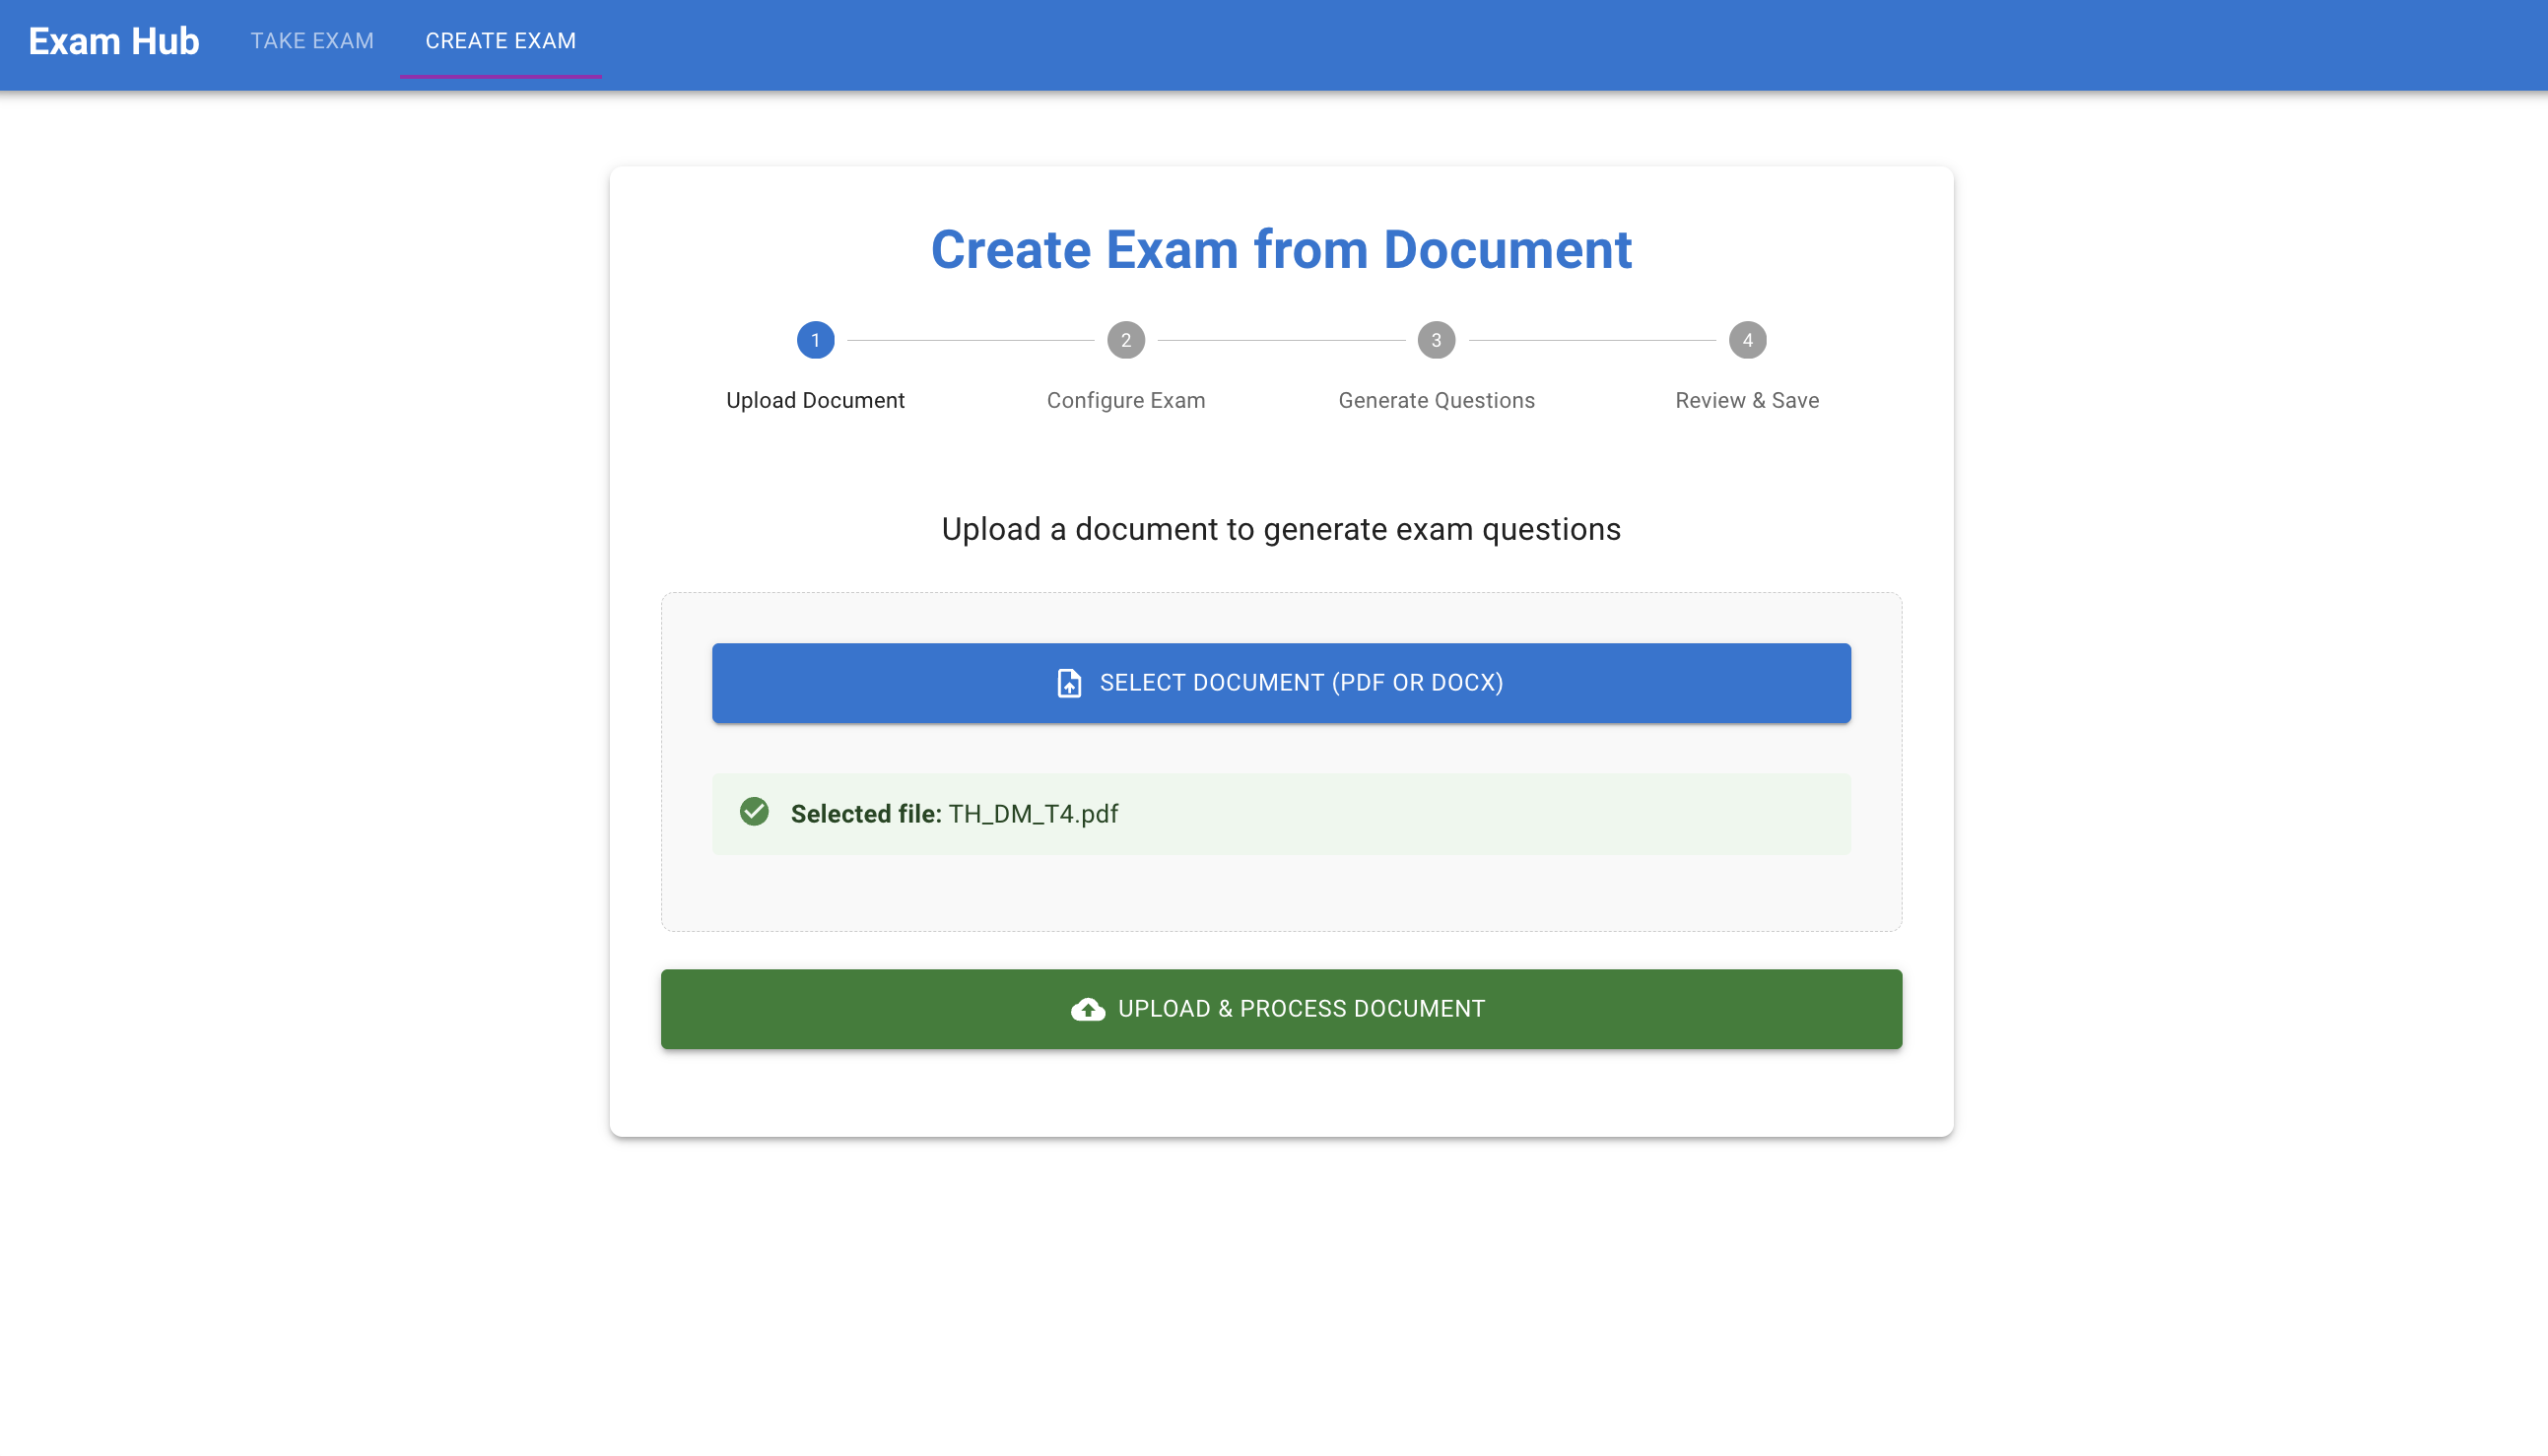 Exam Hub
TAKE EXAM
CREATE EXAM
Create Exam from Document
1
2
3
4
Upload Document
Configure Exam
Generate Questions
Review & Save
Upload a document to generate exam questions
SELECT DOCUMENT (PDF OR DOCX)
Selected file: TH_DM_T4.pdf
UPLOAD & PROCESS DOCUMENT